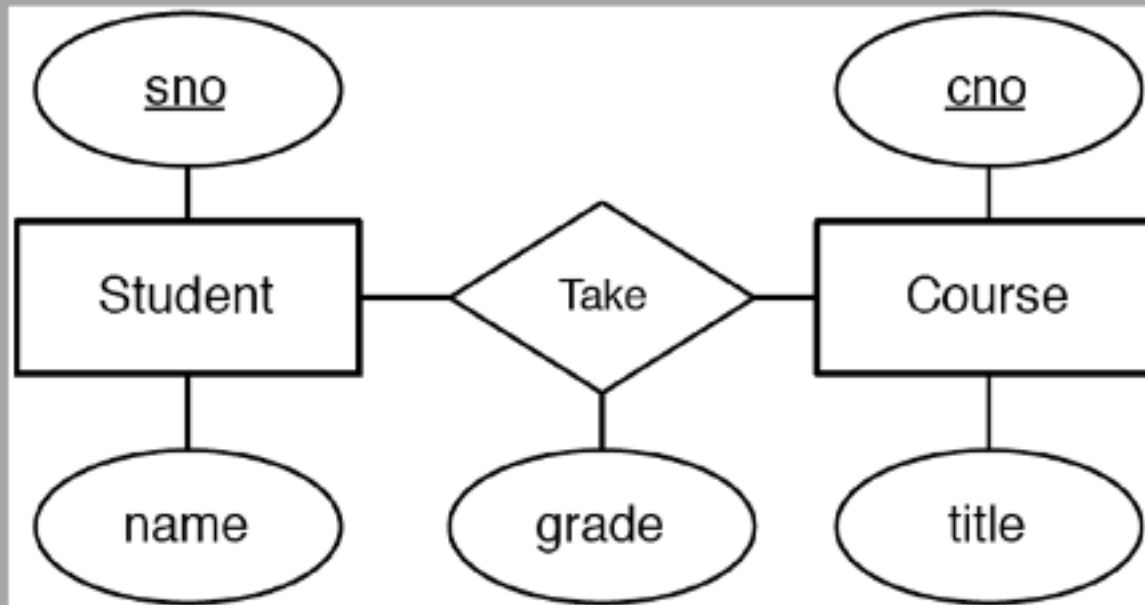 sno
cno
Student
Take
Course
name
grade
title